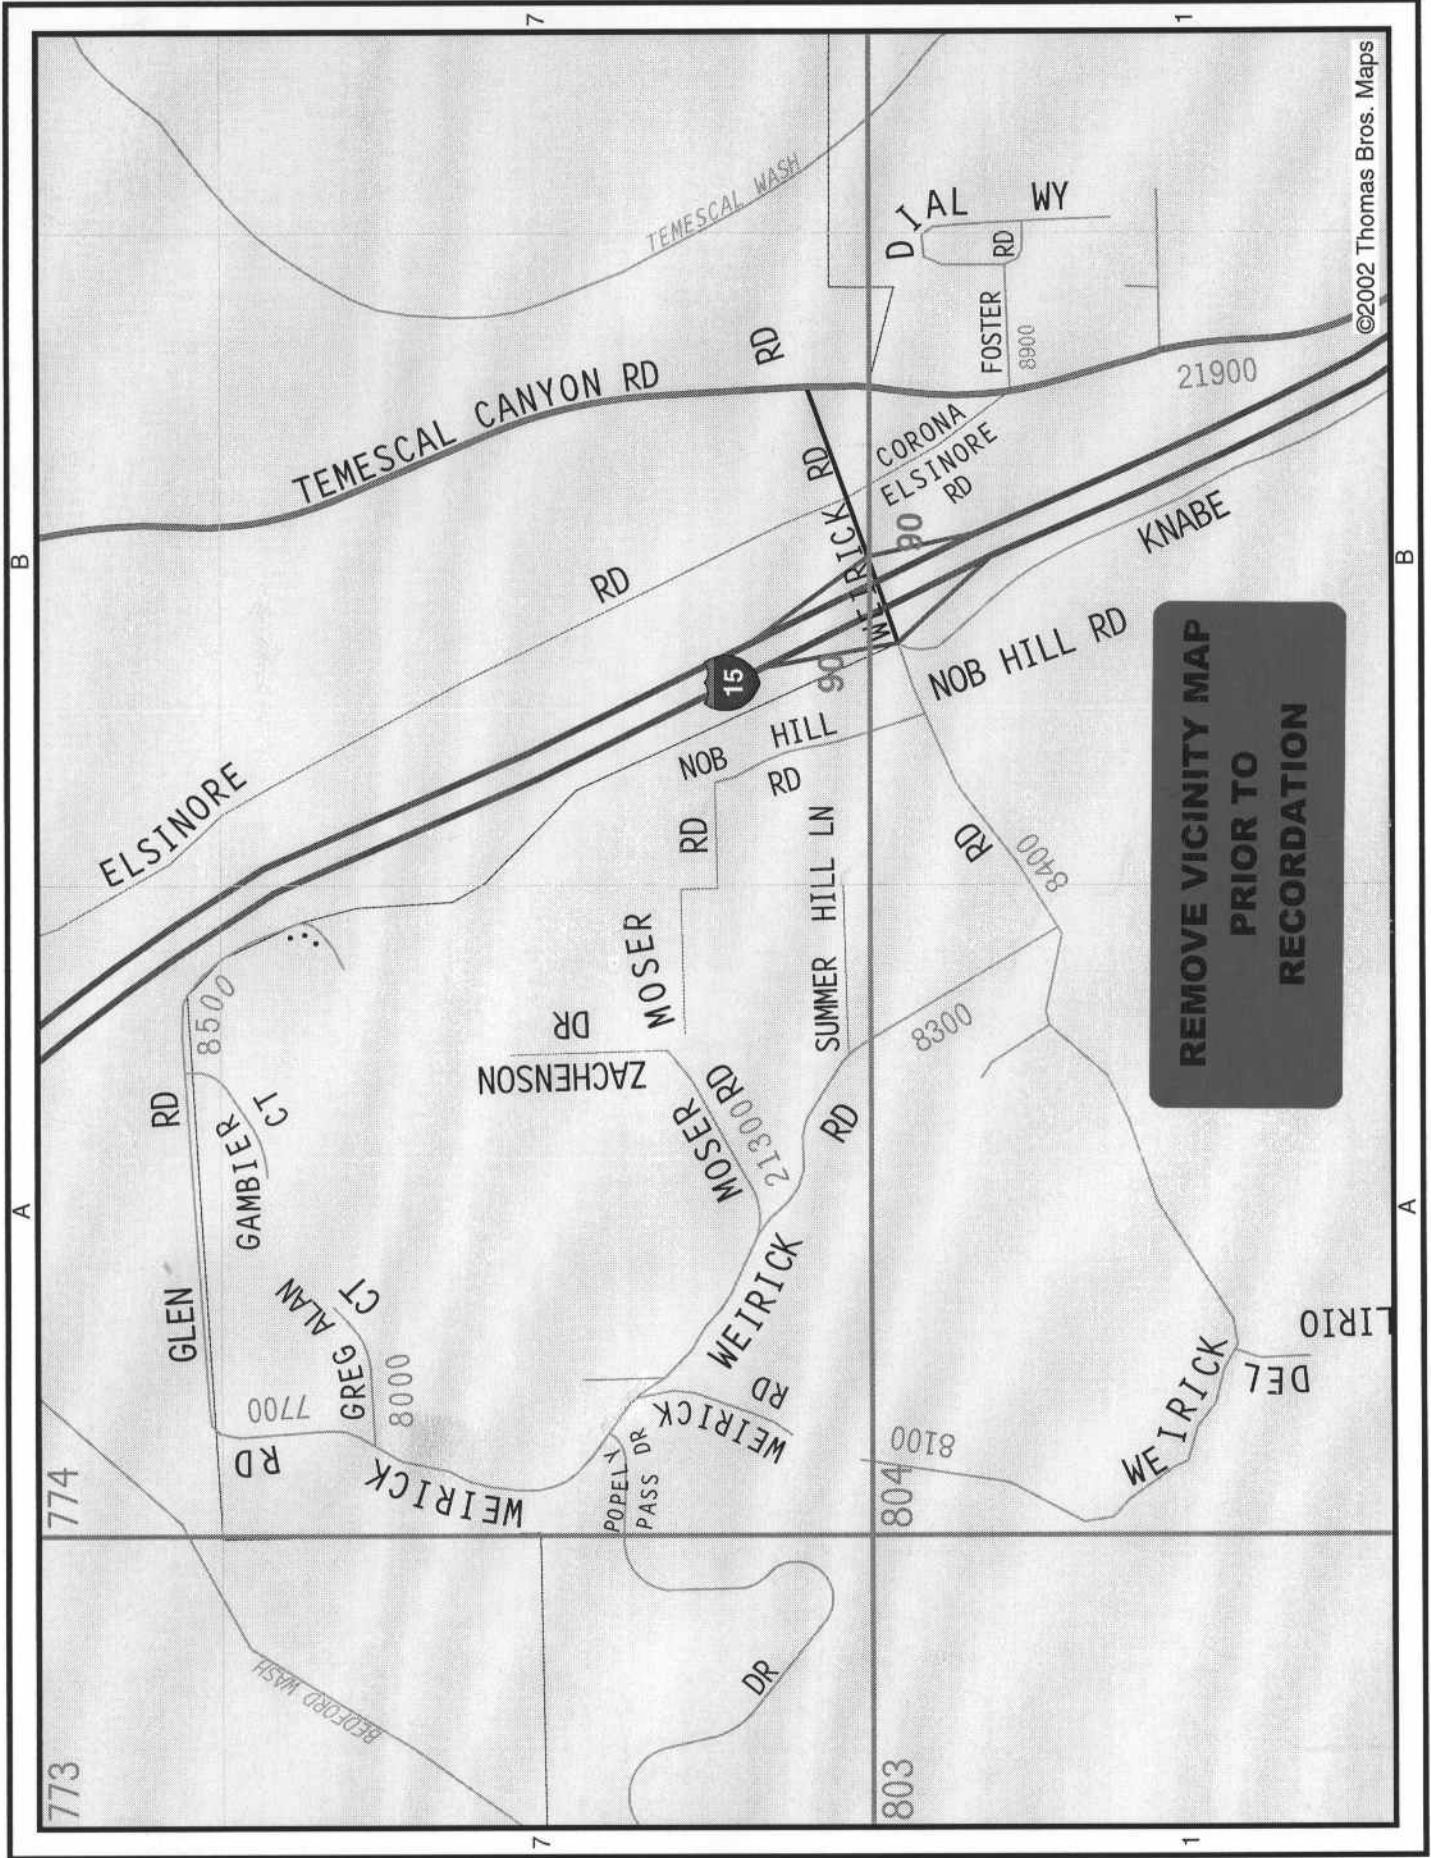 7
1
B
A
773
774
803
804
BEDFORD WASH
TEMESCAL WASH
GLEN RD
8500
GAMBIER CT
GREG ALAN CT
7700
8000
WEIRICK RD
POPELY PASS DR
DR
WEIRICK RD
WEIRICK RD
MOSER RD
21300
ZACHENSON DR
MOSER RD
SUMMER HILL LN
NOB HILL RD
ELSINORE RD
15
TEMESCAL CANYON RD
RD
WEIRICK RD
90
90
CORONA
ELSINORE
RD
DIAL WY
FOSTER RD
8900
21900
KNABE
NOB HILL RD
RD
8400
8300
8100
WEIRICK
DEL LIRIO
REMOVE VICINITY MAP
PRIOR TO
RECORDATION
©2002 Thomas Bros. Maps
7
1
B
A